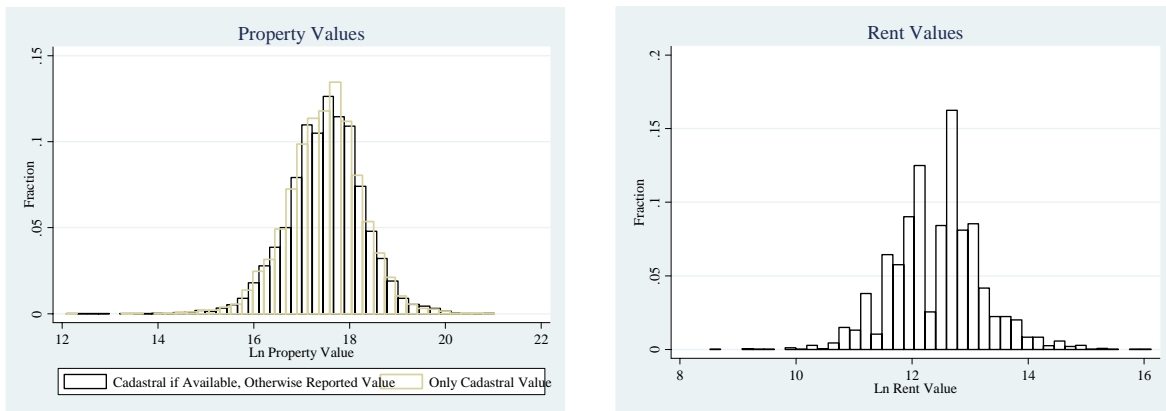 Property Values
.15
.1
.05
0
Fraction
12 14 16 18 20 22
Ln Property Value
Cadastral if Available, Otherwise Reported Value Only Cadastral Value
Rent Values
.2
.15
.1
.05
0
Fraction
8 10 12 14 16
Ln Rent Value